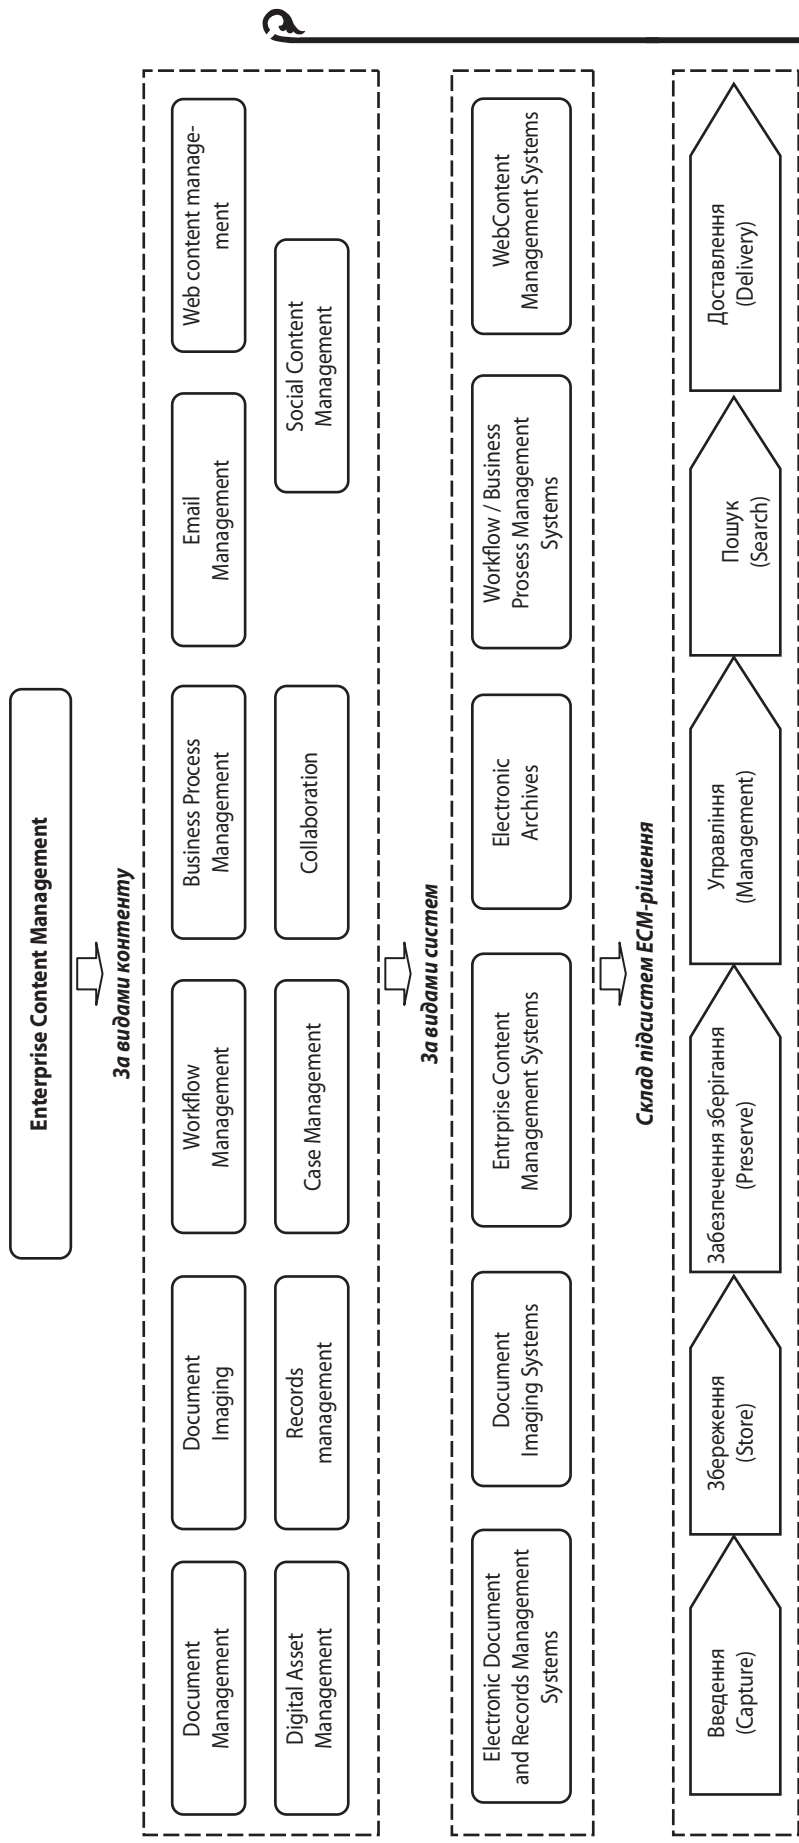 Enterprise Content Management
За видами контенту
Document
Management
Document
Imaging
Workflow
Management
Business Process
Management
Email
Management
Web content manage-
ment
Digital Asset
Management
Records
management
Case Management
Collaboration
Social Content
Management
За видами систем
Electronic Document
and Records Management
Systems
Document
Imaging Systems
Entrprise Content
Management Systems
Electronic
Archives
Workflow / Business
Prosess Management
Systems
WebContent
Management Systems
Склад підсистем ECM-рішення
Введення
(Capture)
Збереження
(Store)
Забезпечення зберігання
(Preserve)
Управління
(Management)
Пошук
(Search)
Доставлення
(Delivery)